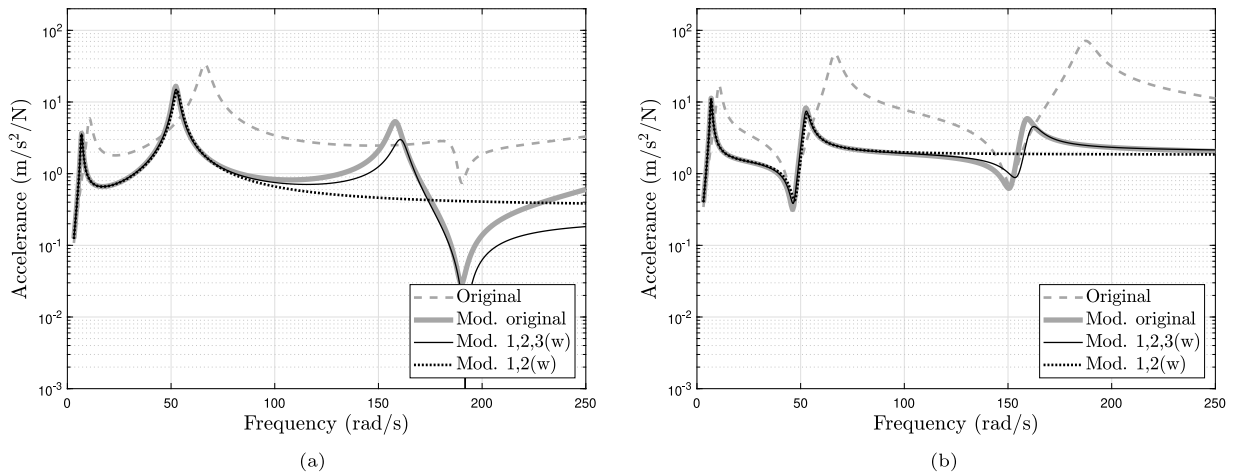 10^2
10^1
10^0
10^-1
10^-2
10^-3
Accelerance (m/s^2/N)
0 50 100 150 200 250
Frequency (rad/s)
Original
Mod. original
Mod. 1,2,3(w)
Mod. 1,2(w)
(a)
10^2
10^1
10^0
10^-1
10^-2
10^-3
Accelerance (m/s^2/N)
0 50 100 150 200 250
Frequency (rad/s)
Original
Mod. original
Mod. 1,2,3(w)
Mod. 1,2(w)
(b)